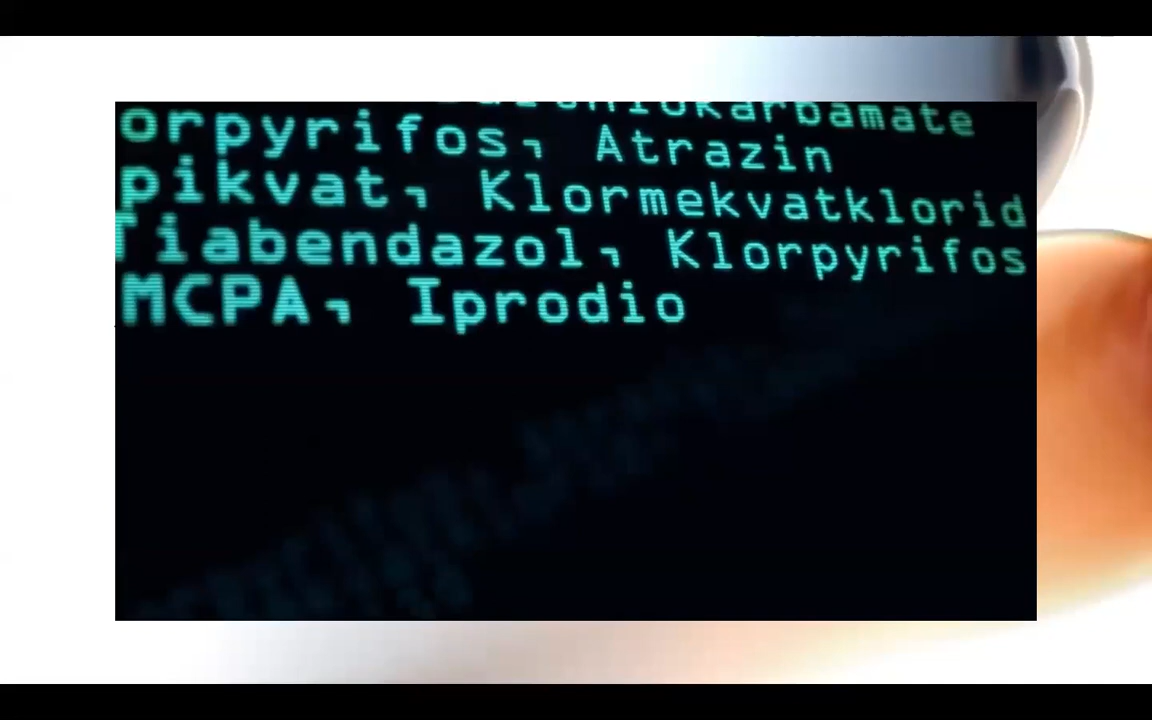 orpyrifos, Atrazin
pikvat, Klormekvatklorid
Tiabendazol, Klorpyrifos
MCPA, Iprodio